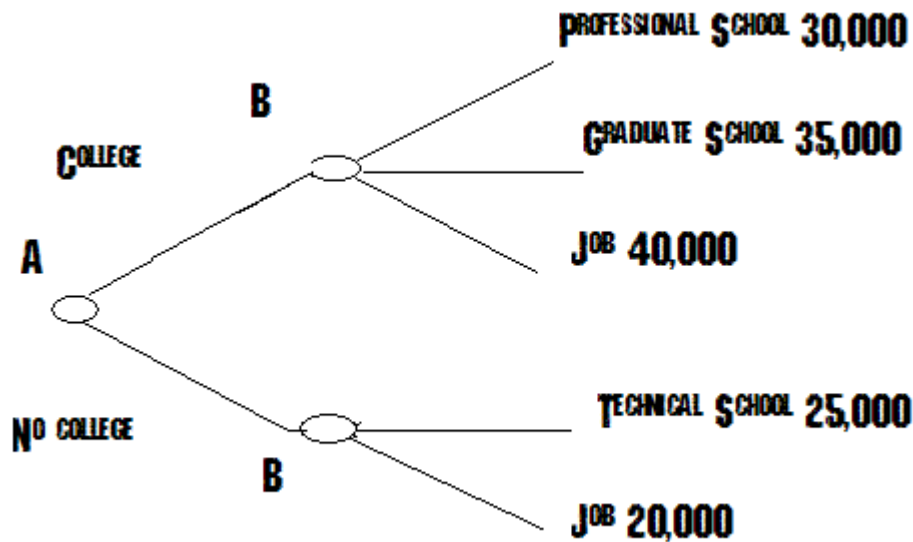 Professional School 30,000
B
Graduate School 35,000
College
A
Job 40,000
Technical School 25,000
No college
B
Job 20,000